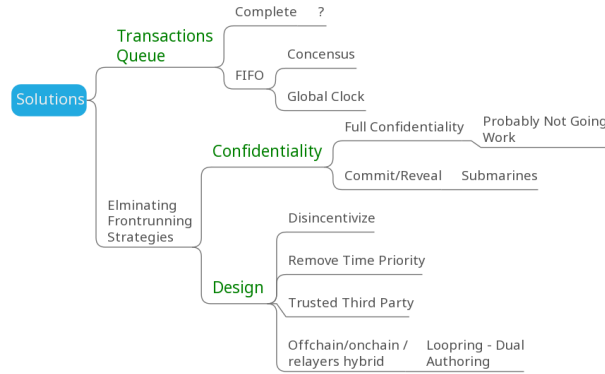 Solutions
Transactions
Queue
Complete
?
FIFO
Concensus
Global Clock
Elminating
Frontrunning
Strategies
Confidentiality
Full Confidentiality
Probably Not Going
Work
Commit/Reveal
Submarines
Design
Disincentivize
Remove Time Priority
Trusted Third Party
Offchain/onchain /
relayers hybrid
Loopring - Dual
Authoring